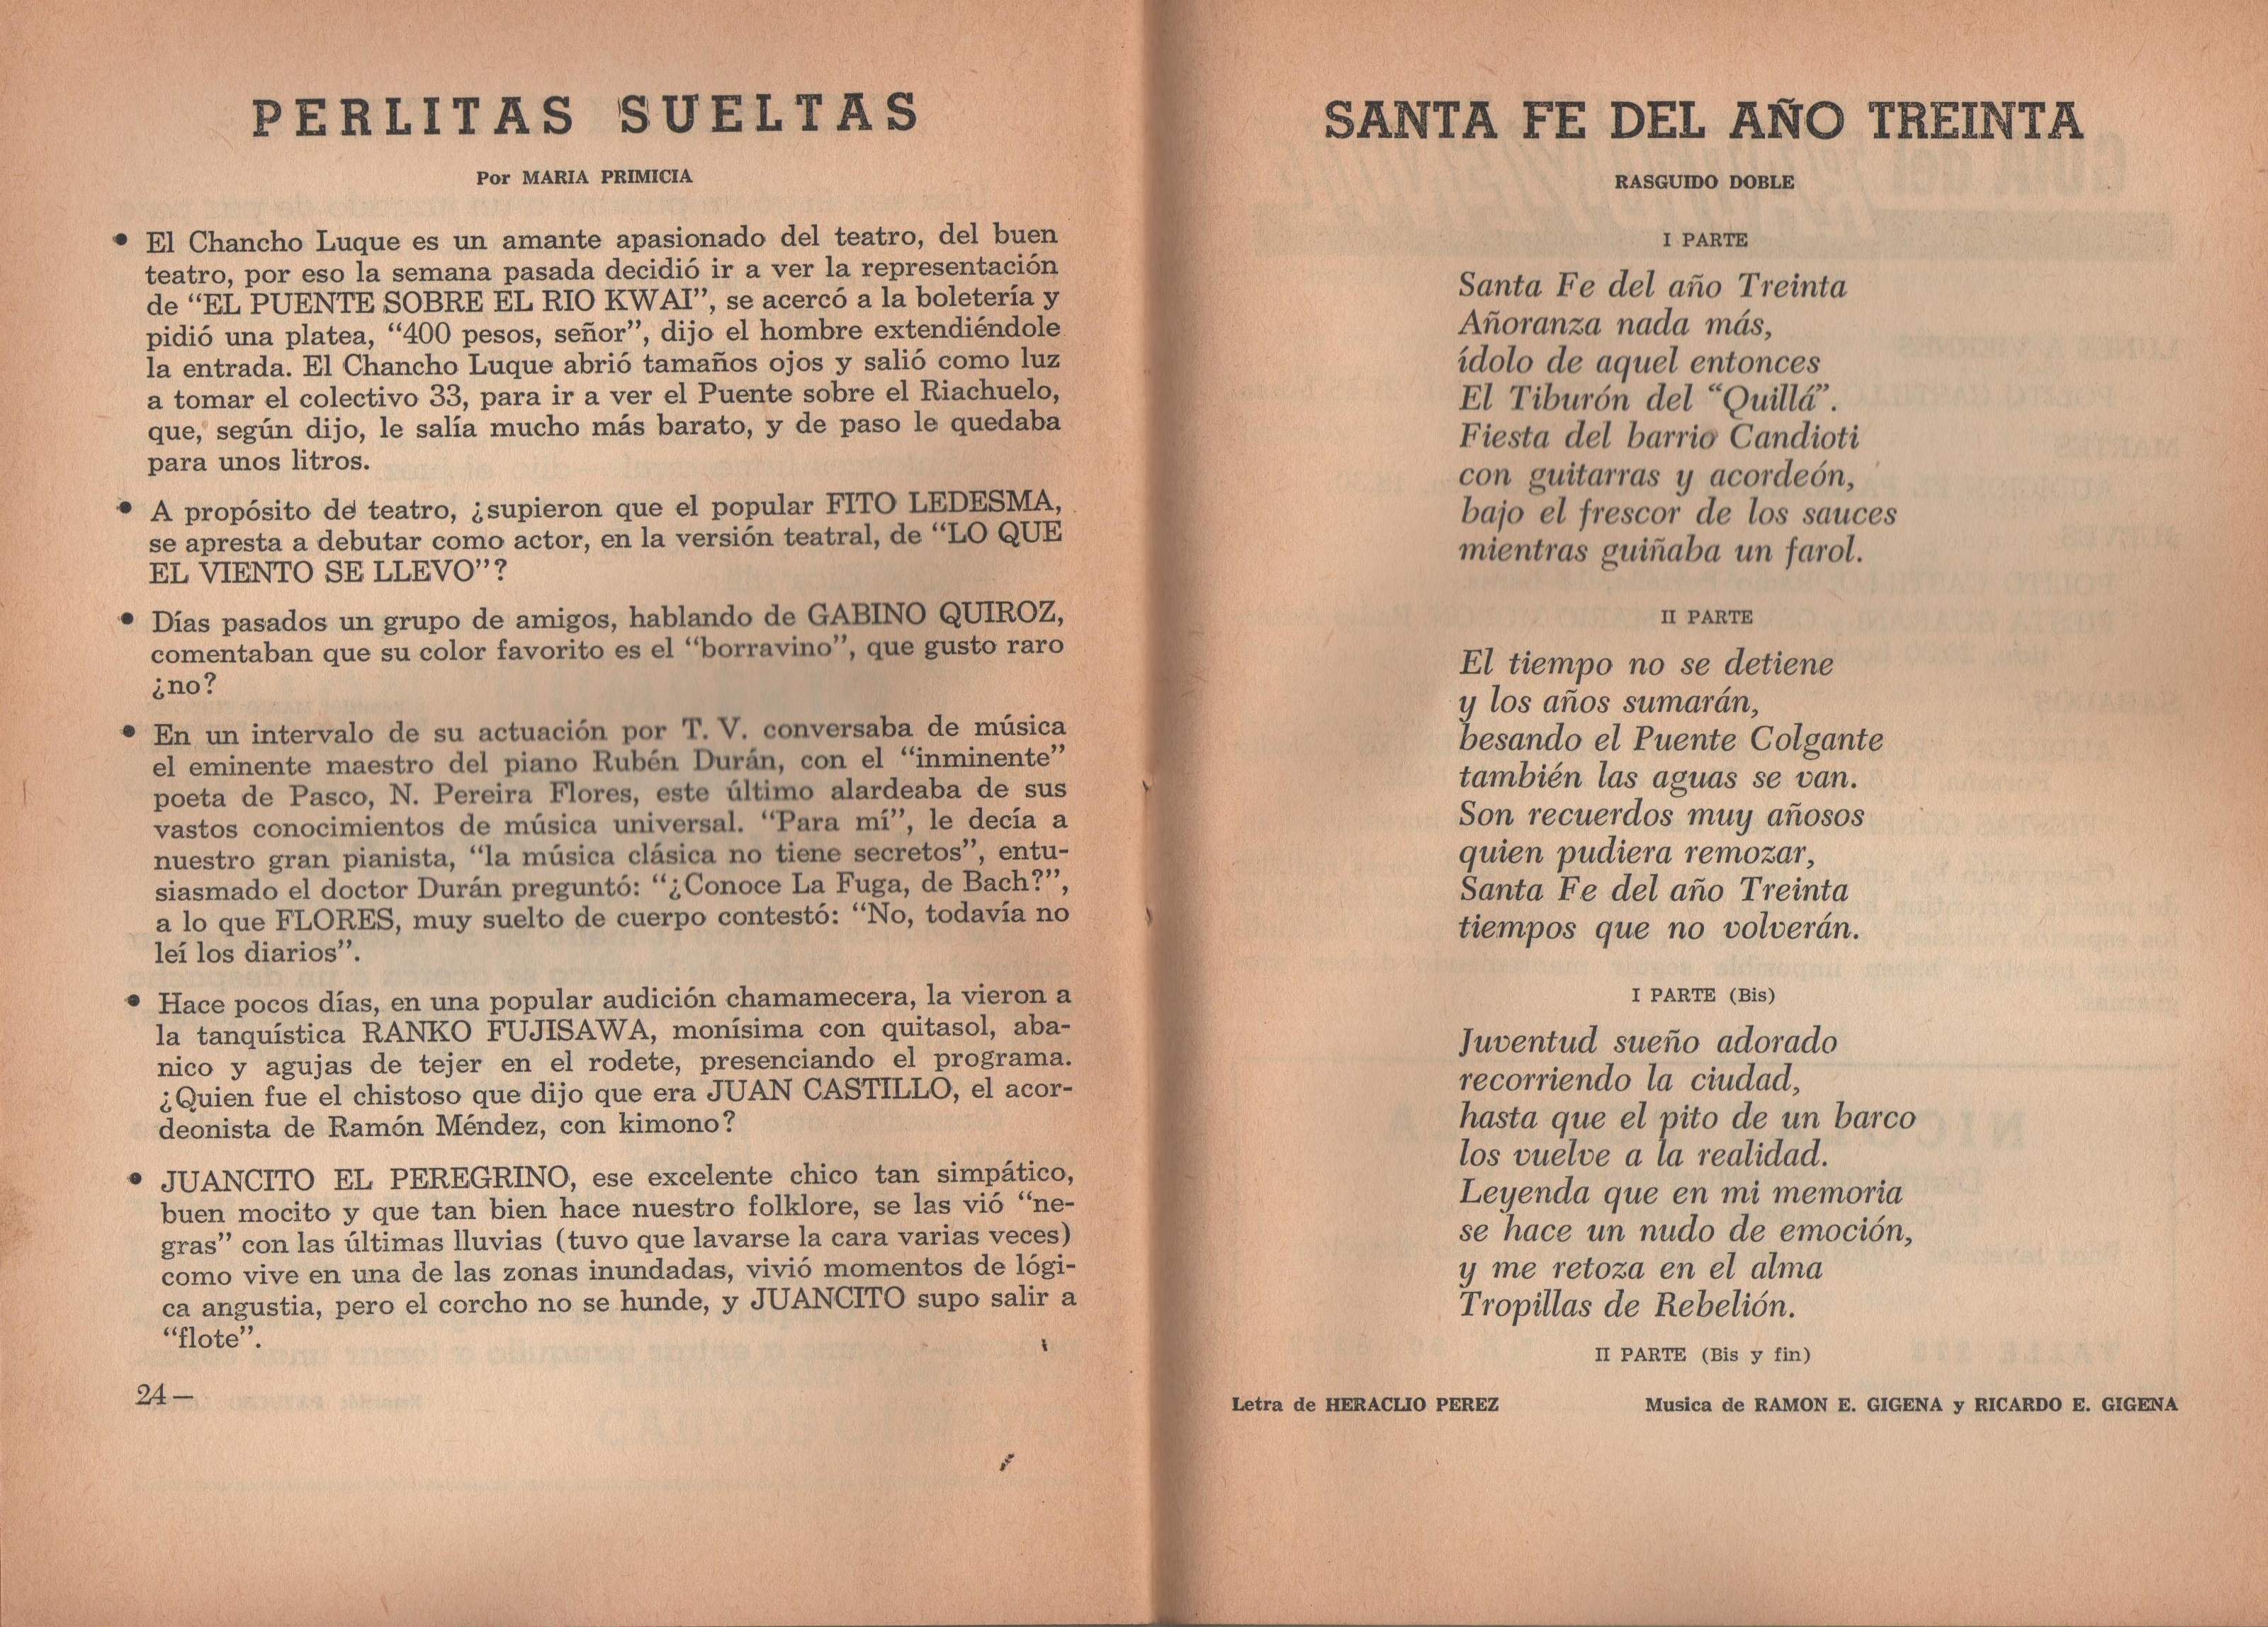 PERLITAS SUELTAS
Por MARIA PRIMICIA
• El Chancho Luque es un amante apasionado del teatro, del buen
teatro, por eso la semana pasada decidió ir a ver la representación
de "EL PUENTE SOBRE EL RIO KWAI", se acercó a la boletería y
pidió una platea, "400 pesos, señor", dijo el hombre extendiéndole
la entrada. El Chancho Luque abrió tamaños ojos y salió como luz
a tomar el colectivo 33, para ir a ver el Puente sobre el Riachuelo,
que, según dijo, le salía mucho más barato, y de paso le quedaba
para unos litros.
• A propósito de teatro, ¿supieron que el popular FITO LEDESMA,
se apresta a debutar como actor, en la versión teatral, de "LO QUE
EL VIENTO SE LLEVO"?
• Días pasados un grupo de amigos, hablando de GABINO QUIROZ,
comentaban que su color favorito es el "borravino", que gusto raro
¿no?
• En un intervalo de su actuación por T. V. conversaba de música
el eminente maestro del piano Rubén Durán, con el "inminente"
poeta de Pasco, N. Pereira Flores, este último alardeaba de sus
vastos conocimientos de música universal. "Para mí", le decía a
nuestro gran pianista, "la música clásica no tiene secretos", entu-
siasmado el doctor Durán preguntó: "¿Conoce La Fuga, de Bach?",
a lo que FLORES, muy suelto de cuerpo contestó: "No, todavía no
leí los diarios".
• Hace pocos días, en una popular audición chamamecera, la vieron a
la tanquística RANKO FUJISAWA, monísima con quitasol, aba-
nico y agujas de tejer en el rodete, presenciando el programa.
¿Quien fue el chistoso que dijo que era JUAN CASTILLO, el acor-
deonista de Ramón Méndez, con kimono?
• JUANCITO EL PEREGRINO, ese excelente chico tan simpático,
buen mocito y que tan bien hace nuestro folklore, se las vió "ne-
gras" con las últimas lluvias (tuvo que lavarse la cara varias veces)
como vive en una de las zonas inundadas, vivió momentos de lógi-
ca angustia, pero el corcho no se hunde, y JUANCITO supo salir a
"flote".
24 —
SANTA FE DEL AÑO TREINTA
RASGUIDO DOBLE
I PARTE
Santa Fe del año Treinta
Añoranza nada más,
ídolo de aquel entonces
El Tiburón del "Quillá".
Fiesta del barrio Candioti
con guitarras y acordeón,
bajo el frescor de los sauces
mientras guiñaba un farol.
II PARTE
El tiempo no se detiene
y los años sumarán,
besando el Puente Colgante
también las aguas se van.
Son recuerdos muy añosos
quien pudiera remozar,
Santa Fe del año Treinta
tiempos que no volverán.
I PARTE (Bis)
Juventud sueño adorado
recorriendo la ciudad,
hasta que el pito de un barco
los vuelve a la realidad.
Leyenda que en mi memoria
se hace un nudo de emoción,
y me retoza en el alma
Tropillas de Rebelión.
II PARTE (Bis y fin)
Letra de HERACLIO PEREZ Musica de RAMON E. GIGENA y RICARDO E. GIGENA